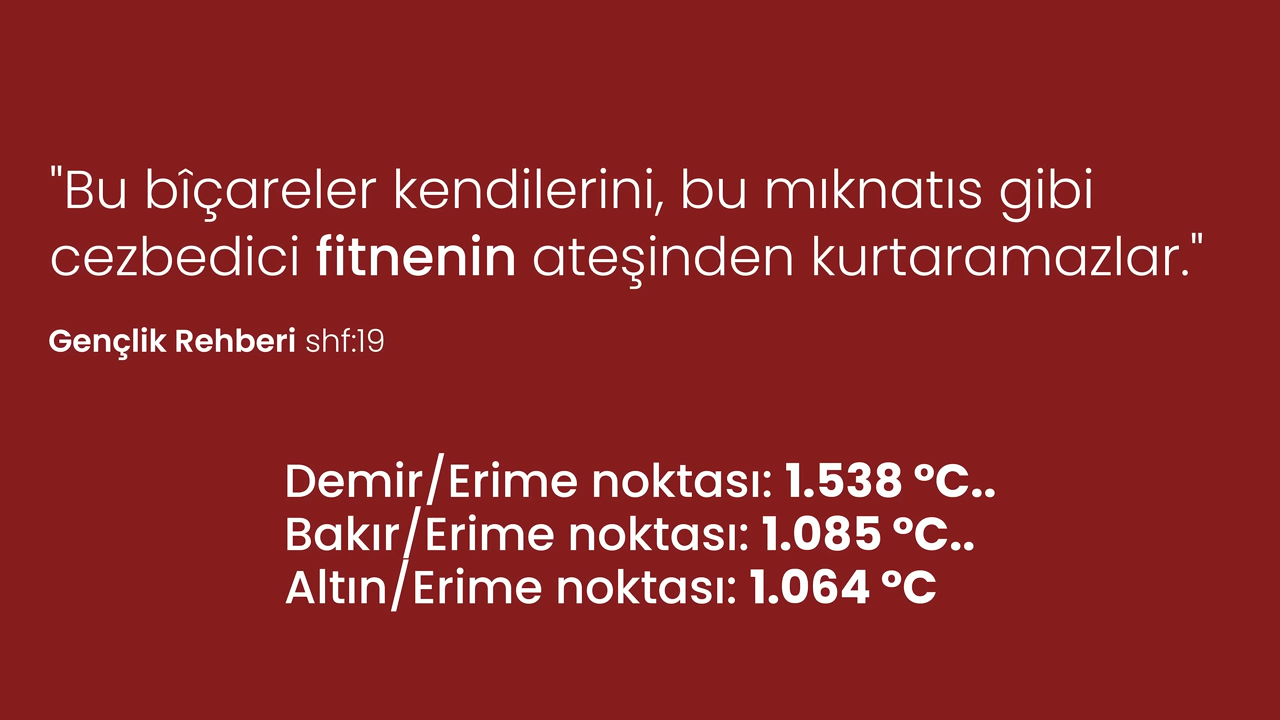 "Bu bîçareler kendilerini, bu mıknatıs gibi
cezbedici fitnenin ateşinden kurtaramazlar."
Gençlik Rehberi shf:19
Demir/Erime noktası: 1.538 °C..
Bakır/Erime noktası: 1.085 °C..
Altın/Erime noktası: 1.064 °C